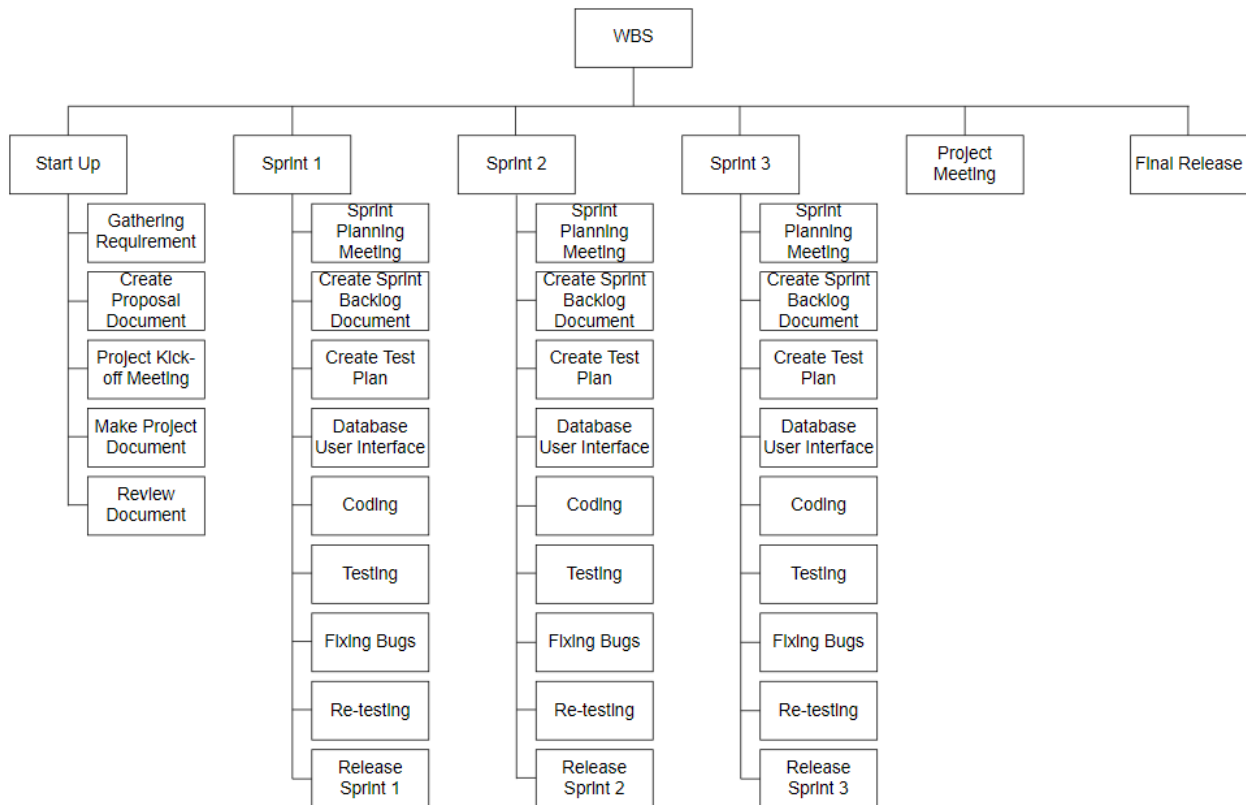 WBS
Start Up
Sprint 1
Sprint 2
Sprint 3
Project
Meeting
Final Release
Gathering
Requirement
Create
Proposal
Document
Project Kick-
off Meeting
Make Project
Document
Review
Document
Sprint
Planning
Meeting
Create Sprint
Backlog
Document
Create Test
Plan
Database
User Interface
Coding
Testing
Fixing Bugs
Re-testing
Release
Sprint 1
Sprint
Planning
Meeting
Create Sprint
Backlog
Document
Create Test
Plan
Database
User Interface
Coding
Testing
Fixing Bugs
Re-testing
Release
Sprint 2
Sprint
Planning
Meeting
Create Sprint
Backlog
Document
Create Test
Plan
Database
User Interface
Coding
Testing
Fixing Bugs
Re-testing
Release
Sprint 3